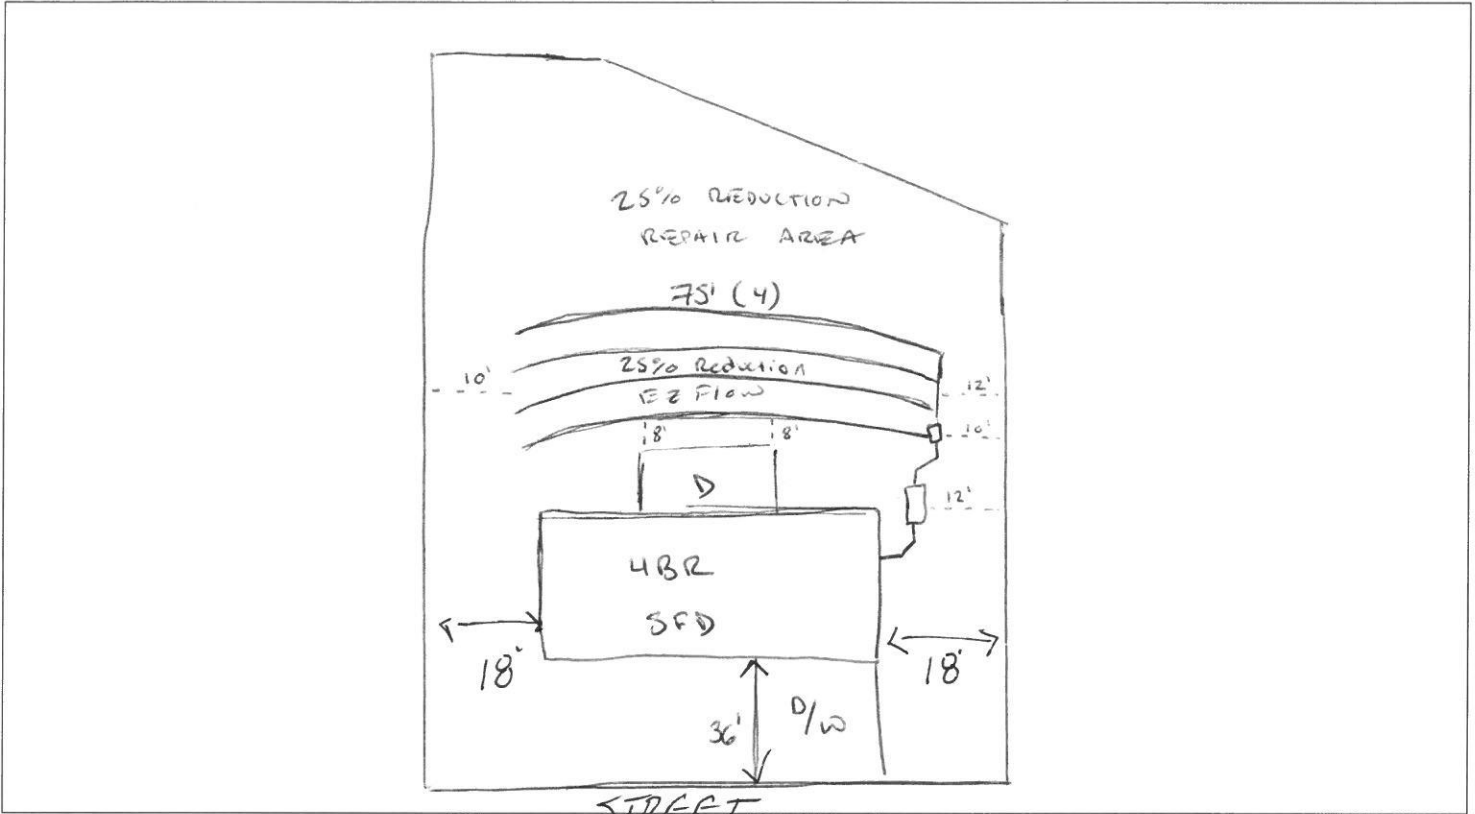 25% REDUCTION
REPAIR AREA
75' (4)
25% Reduction
10'
12'
EZ Flow
8'
8'
10'
D
12'
4BR
SFD
18'
18'
36'
D/W
STREET